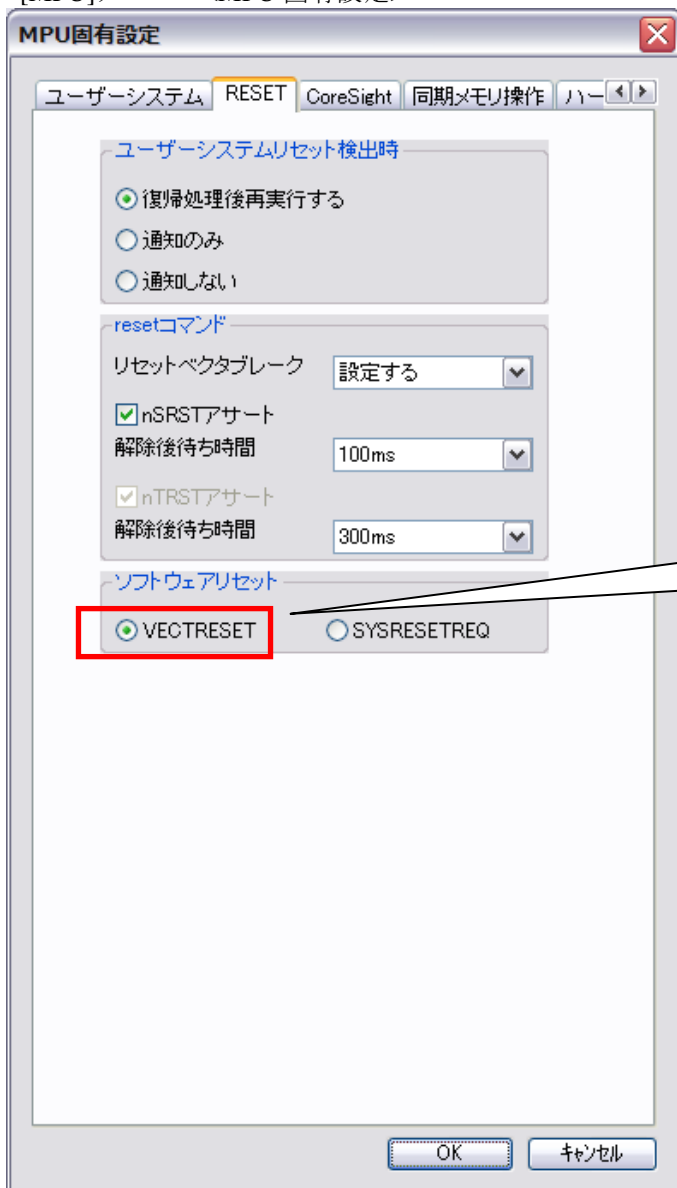 MPU固有設定
ユーザーシステム RESET CoreSight 同期メモリ操作 ハー
ユーザーシステムリセット検出時
復帰処理後再実行する
通知のみ
通知しない
resetコマンド
リセットベクタブレーク 設定する
nSRSTアサート
解除後待ち時間 100ms
nTRSTアサート
解除後待ち時間 300ms
ソフトウェアリセット
VECTRESET SYSRESETREQ
OK キャンセル